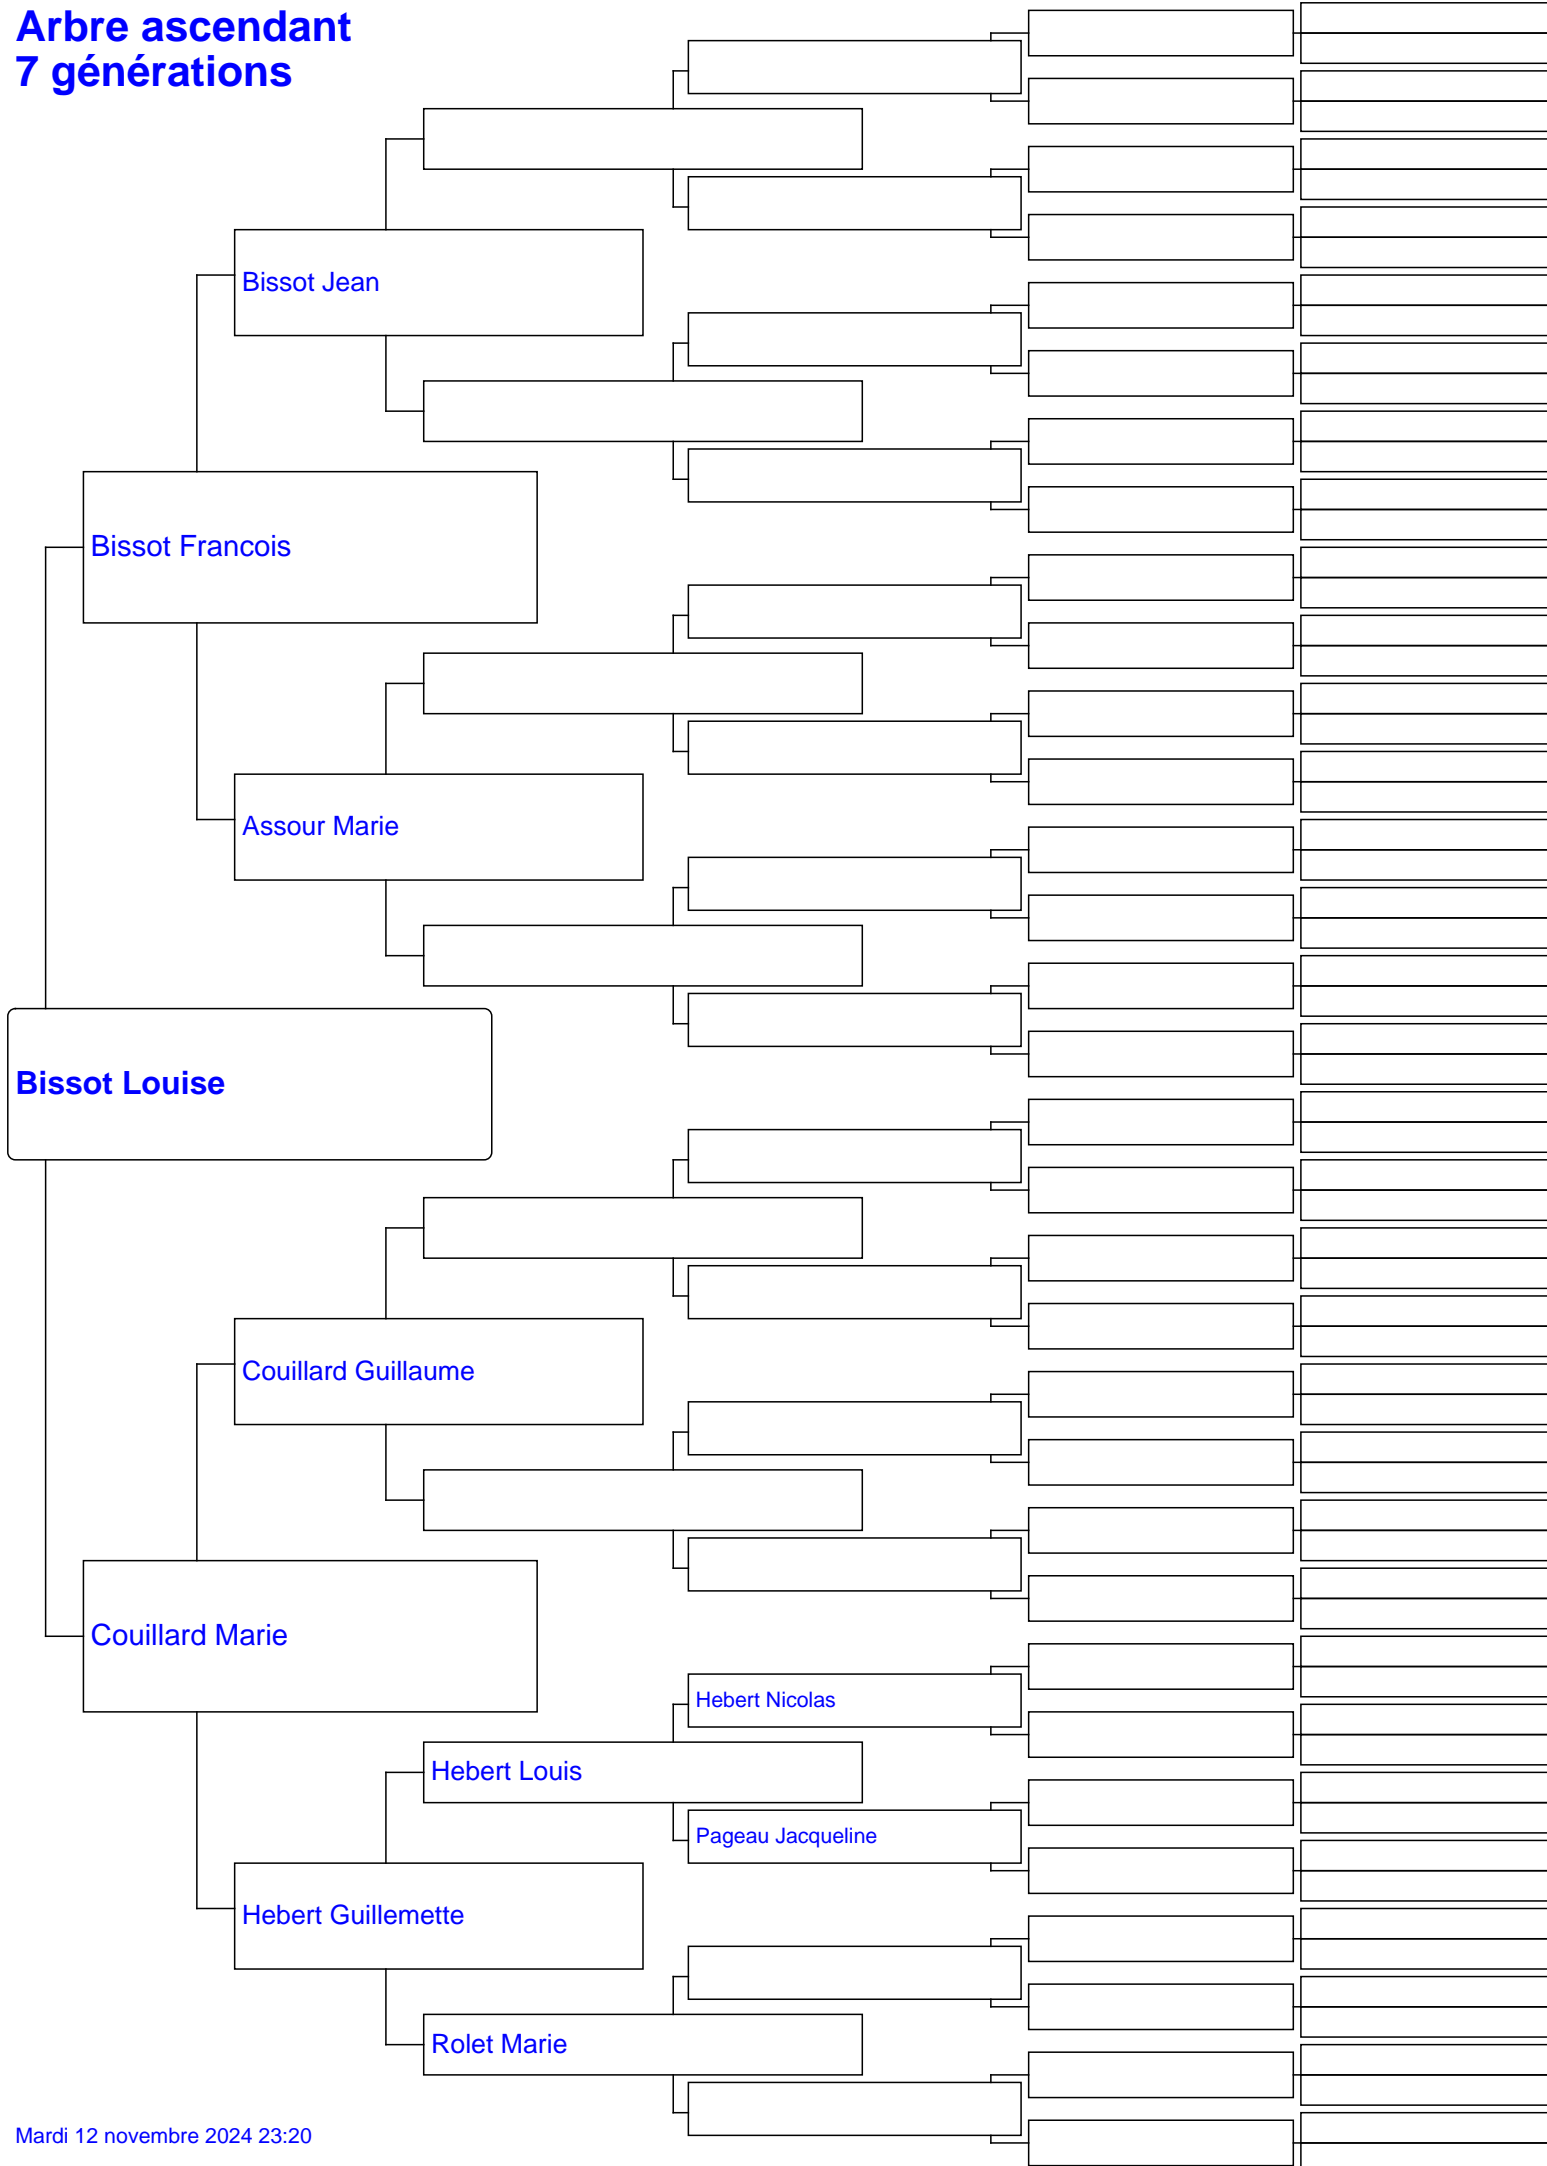 Arbre ascendant
7 générations
Bissot Jean
Bissot Francois
Assour Marie
Bissot Louise
Couillard Guillaume
Couillard Marie
Hebert Nicolas
Hebert Louis
Pageau Jacqueline
Hebert Guillemette
Rolet Marie
Mardi 12 novembre 2024 23:20